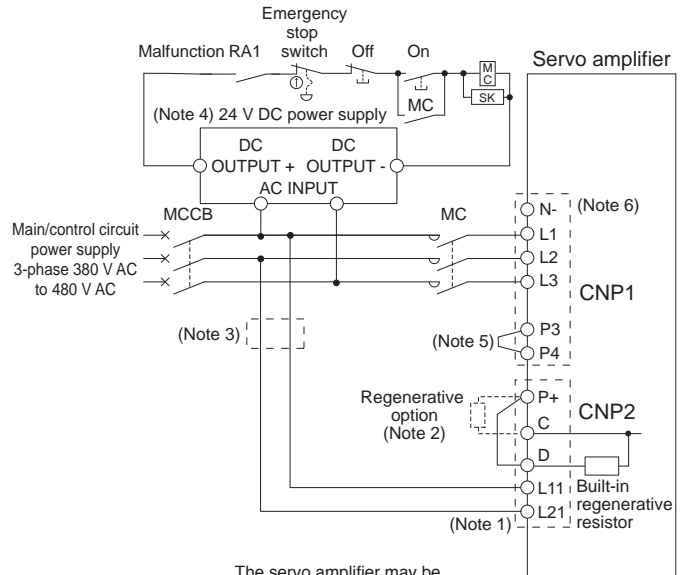 Emergency
stop
switch
Malfunction RA1
Off
On
MC
SK
MC
Servo amplifier
(Note 4) 24 V DC power supply
DC
OUTPUT +
DC
OUTPUT -
AC INPUT
MCCB
MC
Main/control circuit
power supply
3-phase 380 V AC
to 480 V AC
N-
(Note 6)
L1
L2
L3
CNP1
(Note 3)
(Note 5)
P3
P4
Regenerative
option
(Note 2)
P+
CNP2
C
D
L11
Built-in
regenerative
resistor
(Note 1)
L21
The servo amplifier may be